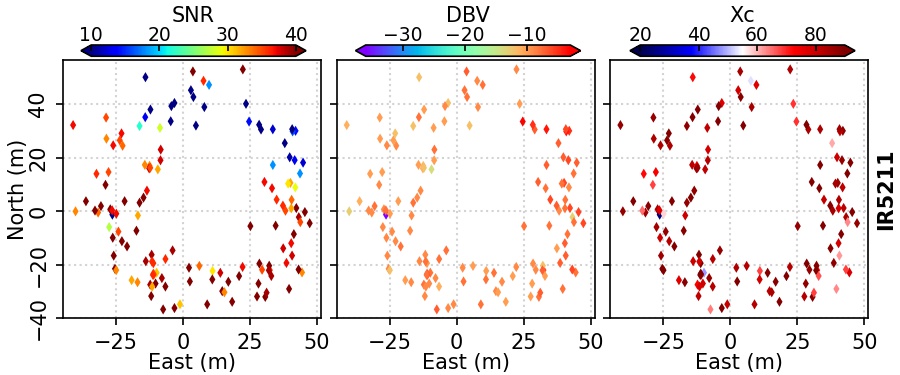 SNR DBV Xc
10 20 30 40 −30 −20 −10 20 40 60 80
North (m)
40
20
0
−20
−40
IR5211
−25 0 25 50 −25 0 25 50 −25 0 25 50
East (m) East (m) East (m)